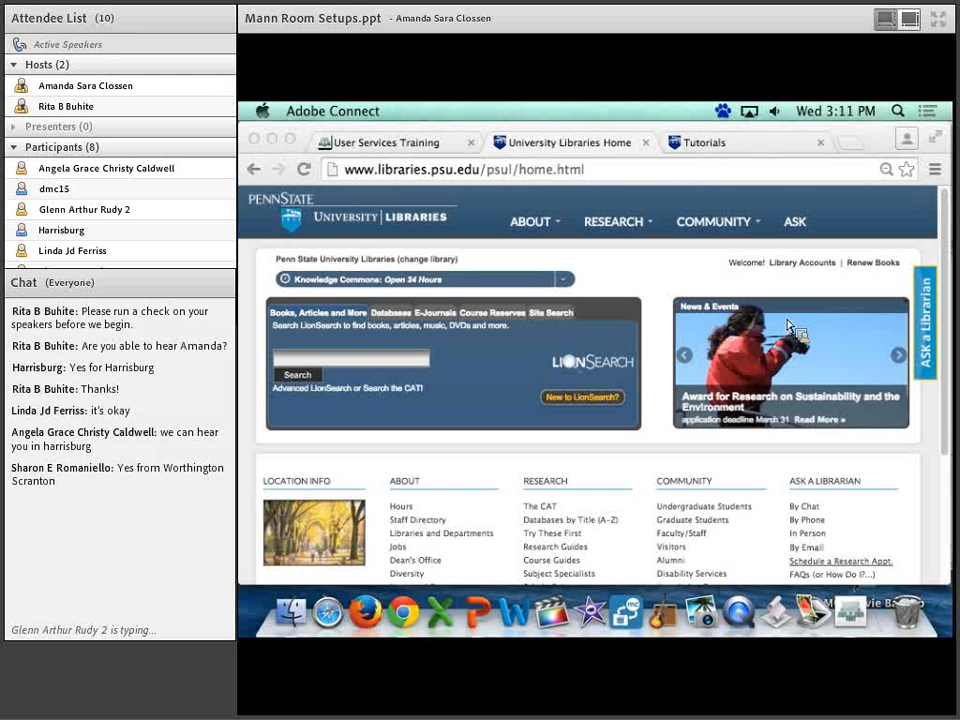 Attendee List (10)
Active Speakers
Hosts (2)
Amanda Sara Clossen
Rita B Buhite
Presenters (0)
Participants (8)
Angela Grace Christy Caldwell
dmc15
Glenn Arthur Rudy 2
Harrisburg
Linda Jd Ferriss
Chat (Everyone)
Rita B Buhite: Please run a check on your
speakers before we begin.
Rita B Buhite: Are you able to hear Amanda?
Harrisburg: Yes for Harrisburg
Rita B Buhite: Thanks!
Linda Jd Ferriss: it's okay
Angela Grace Christy Caldwell: we can hear
you in harrisburg
Sharon E Romaniello: Yes from Worthington
Scranton
Glenn Arthur Rudy 2 is typing...
Mann Room Setups.ppt - Amanda Sara Clossen
Adobe Connect
Wed 3:11 PM
User Services Training
University Libraries Home
Tutorials
www.libraries.psu.edu/psul/home.html
PENNSTATE
UNIVERSITY LIBRARIES
ABOUT
RESEARCH
COMMUNITY
ASK
Penn State University Libraries (change library)
Welcome! Library Accounts | Renew Books
Knowledge Commons: Open 24 Hours
Books, Articles and More Databases E-Journals Course Reserves Site Search
Search LionSearch to find books, articles, music, DVDs and more.
LIONSEARCH
Search
Advanced LionSearch or Search the CAT!
New to LionSearch?
News & Events
Award for Research on Sustainability and the
Environment
application deadline March 31 Read More »
ASK a Librarian
LOCATION INFO
ABOUT
Hours
Staff Directory
Libraries and Departments
Jobs
Dean's Office
Diversity
RESEARCH
The CAT
Databases by Title (A-Z)
Try These First
Research Guides
Course Guides
Subject Specialists
COMMUNITY
Undergraduate Students
Graduate Students
Faculty/Staff
Visitors
Alumni
Disability Services
ASK A LIBRARIAN
By Chat
By Phone
In Person
By Email
Schedule a Research Appt.
FAQs (or How Do I?...)